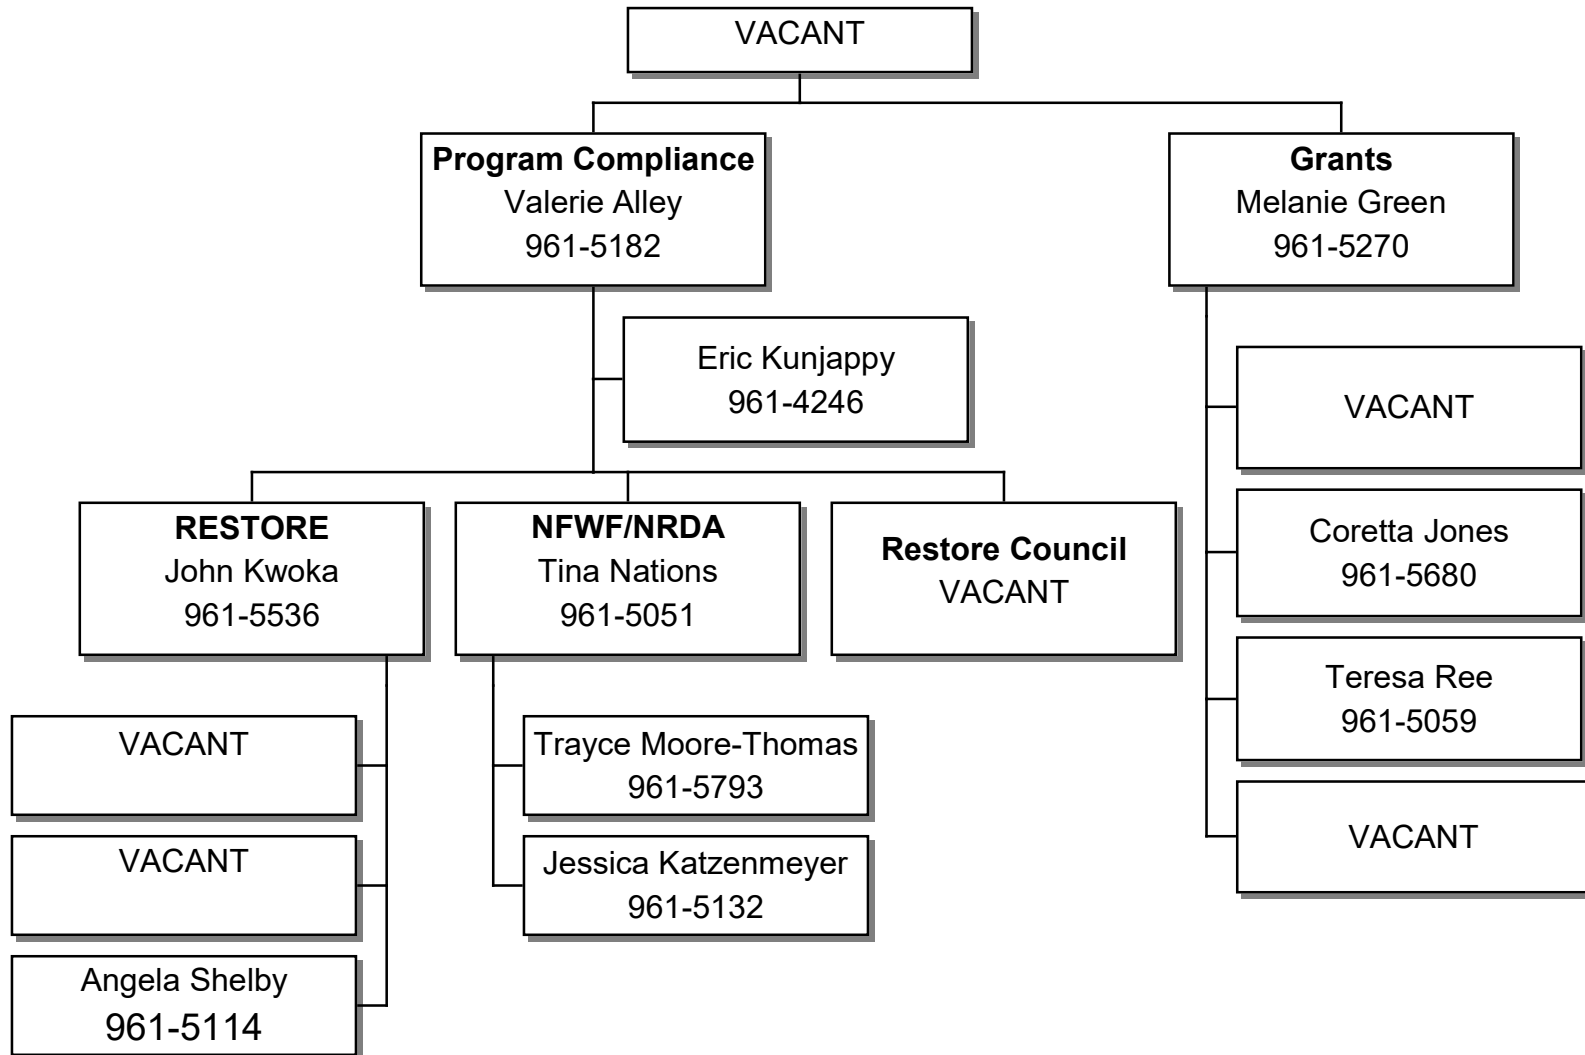 VACANT
Program Compliance
Valerie Alley
961-5182
Grants
Melanie Green
961-5270
Eric Kunjappy
961-4246
RESTORE
John Kwoka
961-5536
NFWF/NRDA
Tina Nations
961-5051
Restore Council
VACANT
VACANT
VACANT
Angela Shelby
961-5114
Trayce Moore-Thomas
961-5793
Jessica Katzenmeyer
961-5132
VACANT
Coretta Jones
961-5680
Teresa Ree
961-5059
VACANT